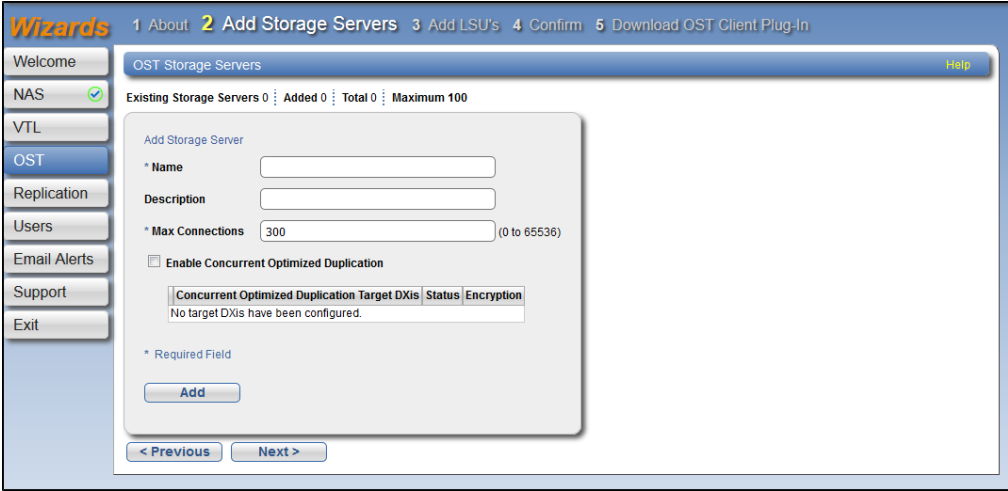 Wizards
1 About 2 Add Storage Servers 3 Add LSU's 4 Confirm 5 Download OST Client Plug-In
Welcome
NAS
VTL
OST
Replication
Users
Email Alerts
Support
Exit
OST Storage Servers Help
Existing Storage Servers 0 Added 0 Total 0 Maximum 100
Add Storage Server
* Name
Description
* Max Connections 300 (0 to 65536)
Enable Concurrent Optimized Duplication
Concurrent Optimized Duplication Target DXis Status Encryption
No target DXis have been configured.
* Required Field
Add
< Previous Next >